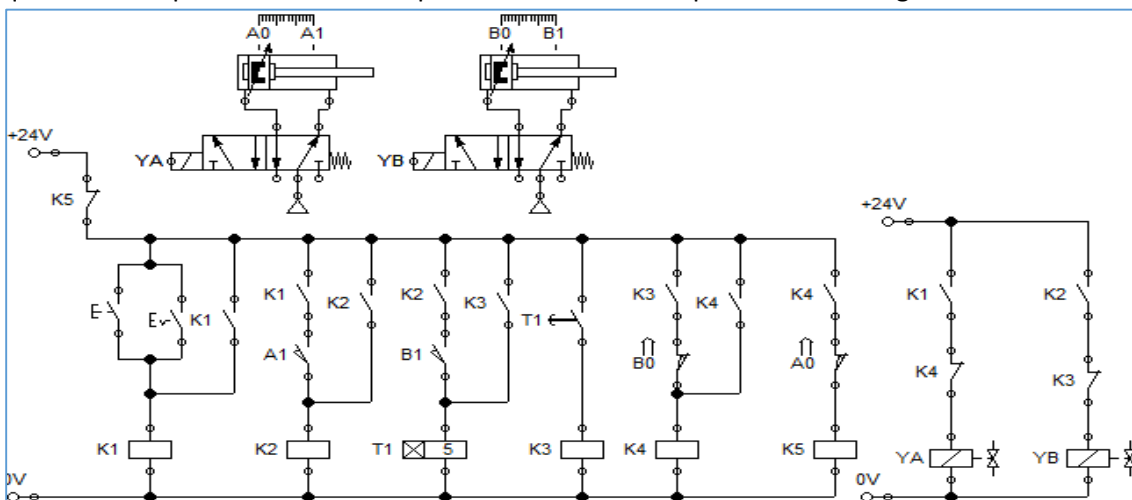 A0 A1 B0 B1
+24V
YA YB
K5
+24V
K1 K2 K2 K3 K3 K4 K4 K1 K2
E E K1 T1
A1 B1 B0 A0 K4 K3
K1 K2 T1 5 K3 K4 K5 YA YB
0V 0V